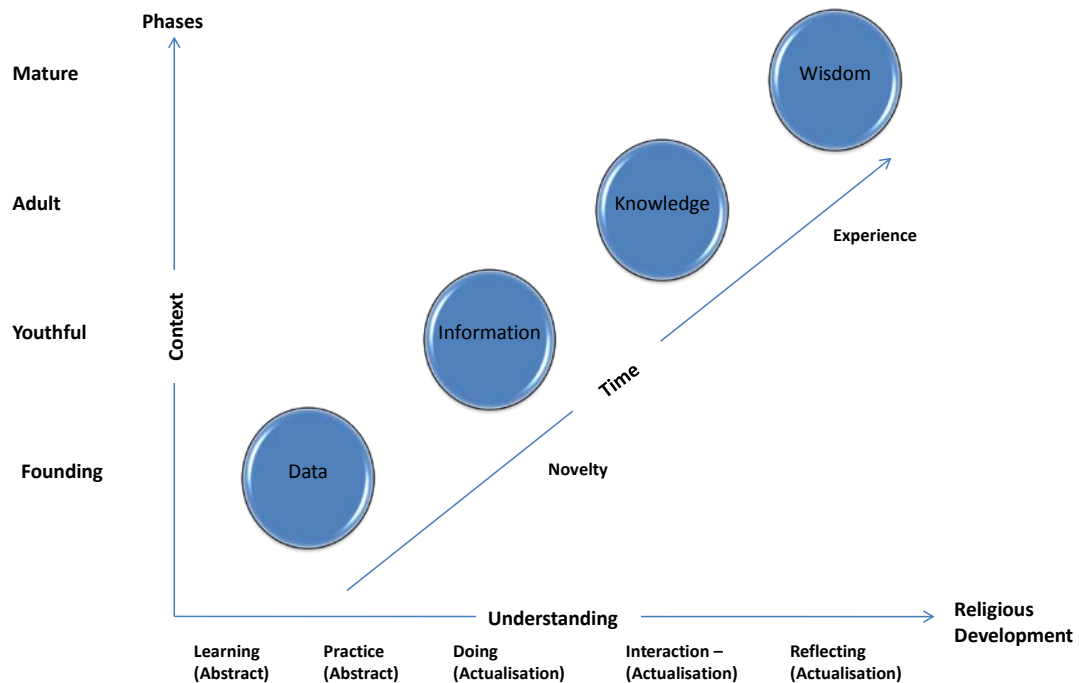 Phases
Mature
Wisdom
Adult
Knowledge
Experience
Context
Youthful
Information
Time
Novelty
Founding
Data
Understanding
Religious
Development
Learning
(Abstract)
Practice
(Abstract)
Doing
(Actualisation)
Interaction –
(Actualisation)
Reflecting
(Actualisation)